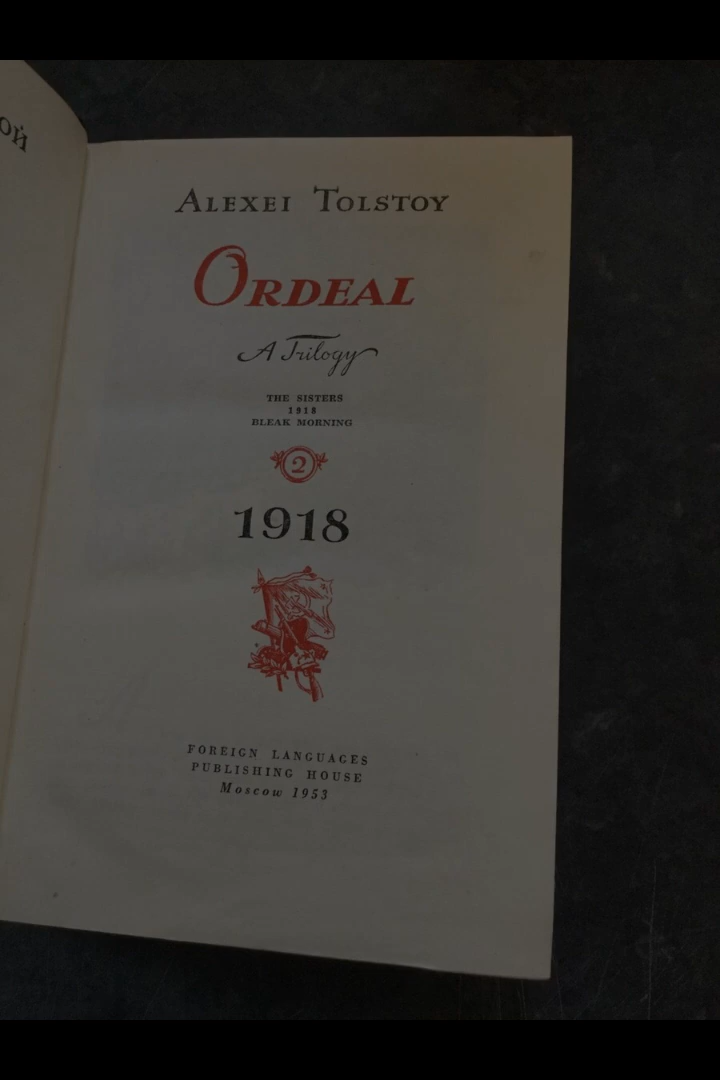 ой
ALEXEI TOLSTOY
ORDEAL
A Trilogy
THE SISTERS
1918
BLEAK MORNING
2
1918
FOREIGN LANGUAGES
PUBLISHING HOUSE
Moscow 1953